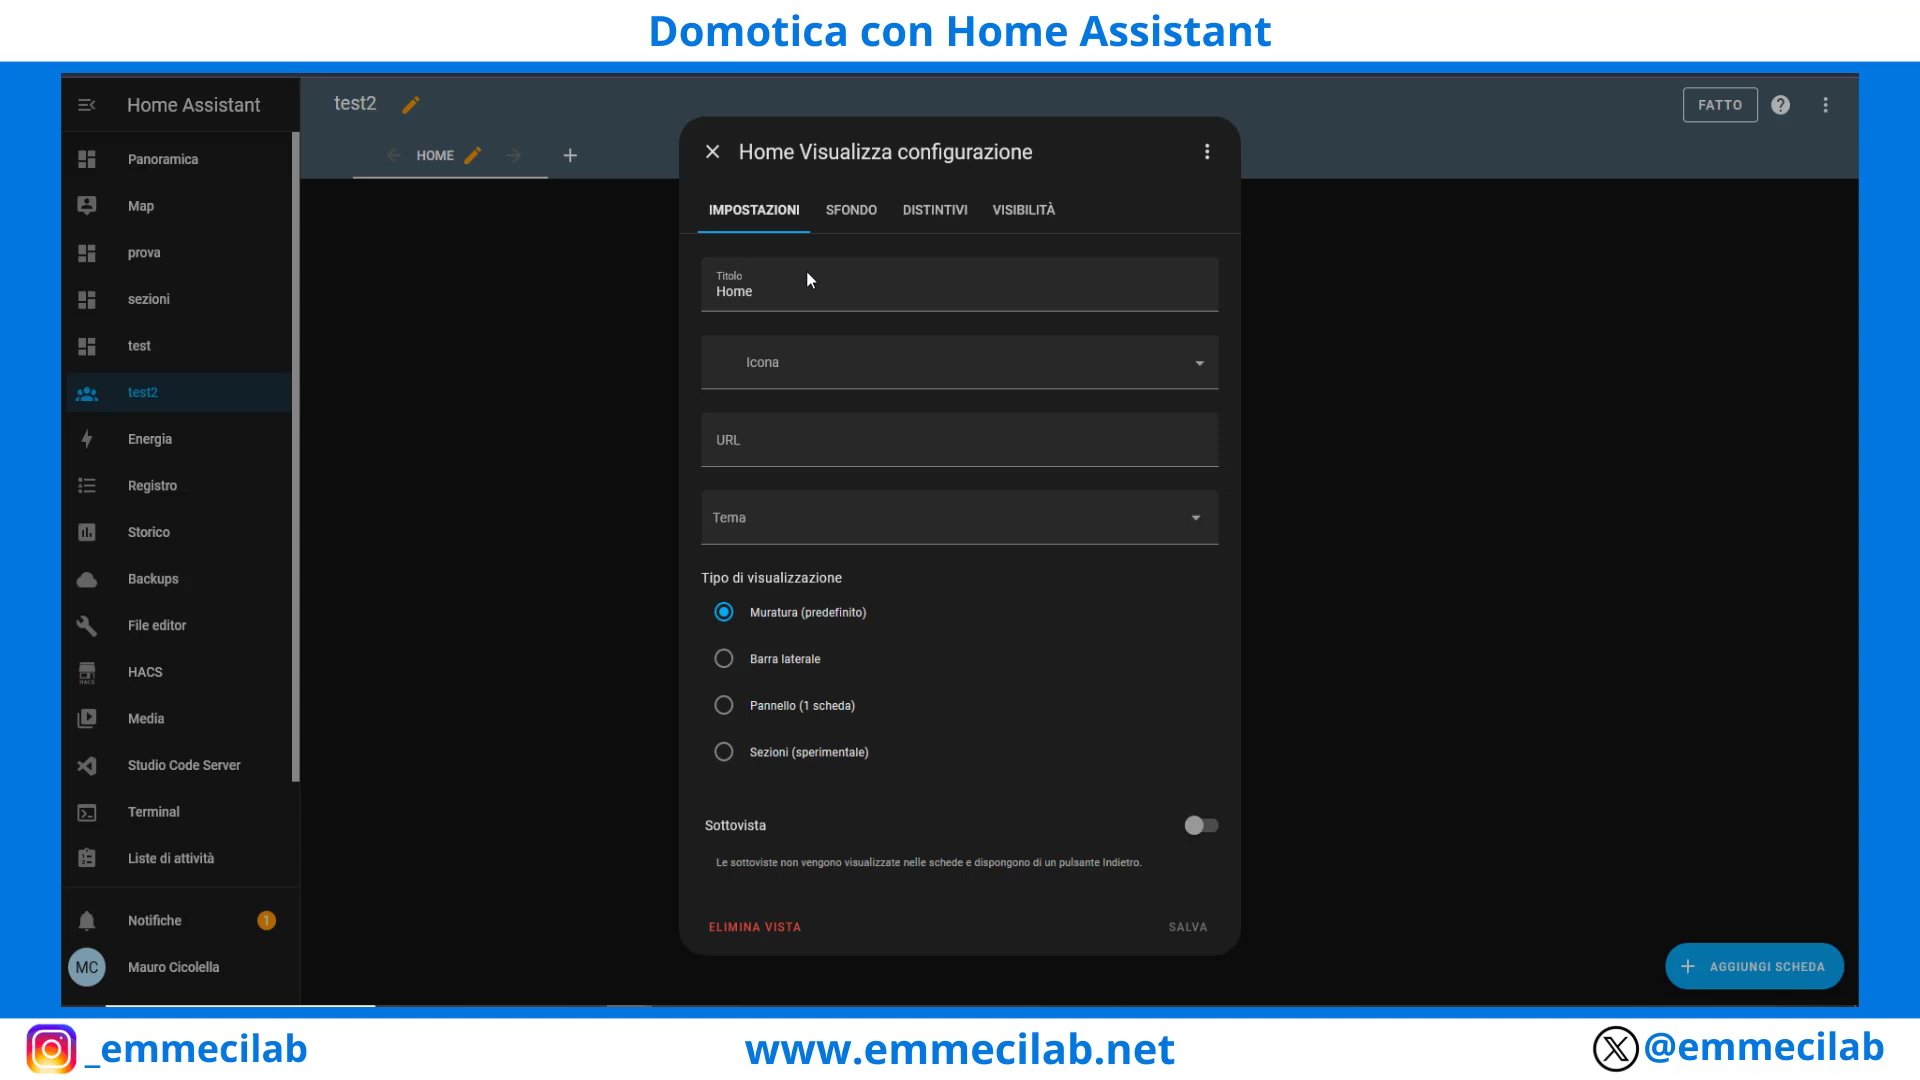 Domotica con Home Assistant
Home Assistant
Panoramica
Map
prova
sezioni
test
test2
Energia
Registro
Storico
Backups
File editor
HACS
HACS
Media
Studio Code Server
Terminal
Liste di attività
Notifiche
1
MC
Mauro Cicolella
test2
FATTO
HOME
Home Visualizza configurazione
IMPOSTAZIONI SFONDO DISTINTIVI VISIBILITÀ
Titolo
Home
Icona
URL
Tema
Tipo di visualizzazione
Muratura (predefinito)
Barra laterale
Pannello (1 scheda)
Sezioni (sperimentale)
Sottovista
Le sottoviste non vengono visualizzate nelle schede e dispongono di un pulsante Indietro.
ELIMINA VISTA
SALVA
AGGIUNGI SCHEDA
_emmecilab
www.emmecilab.net
@emmecilab